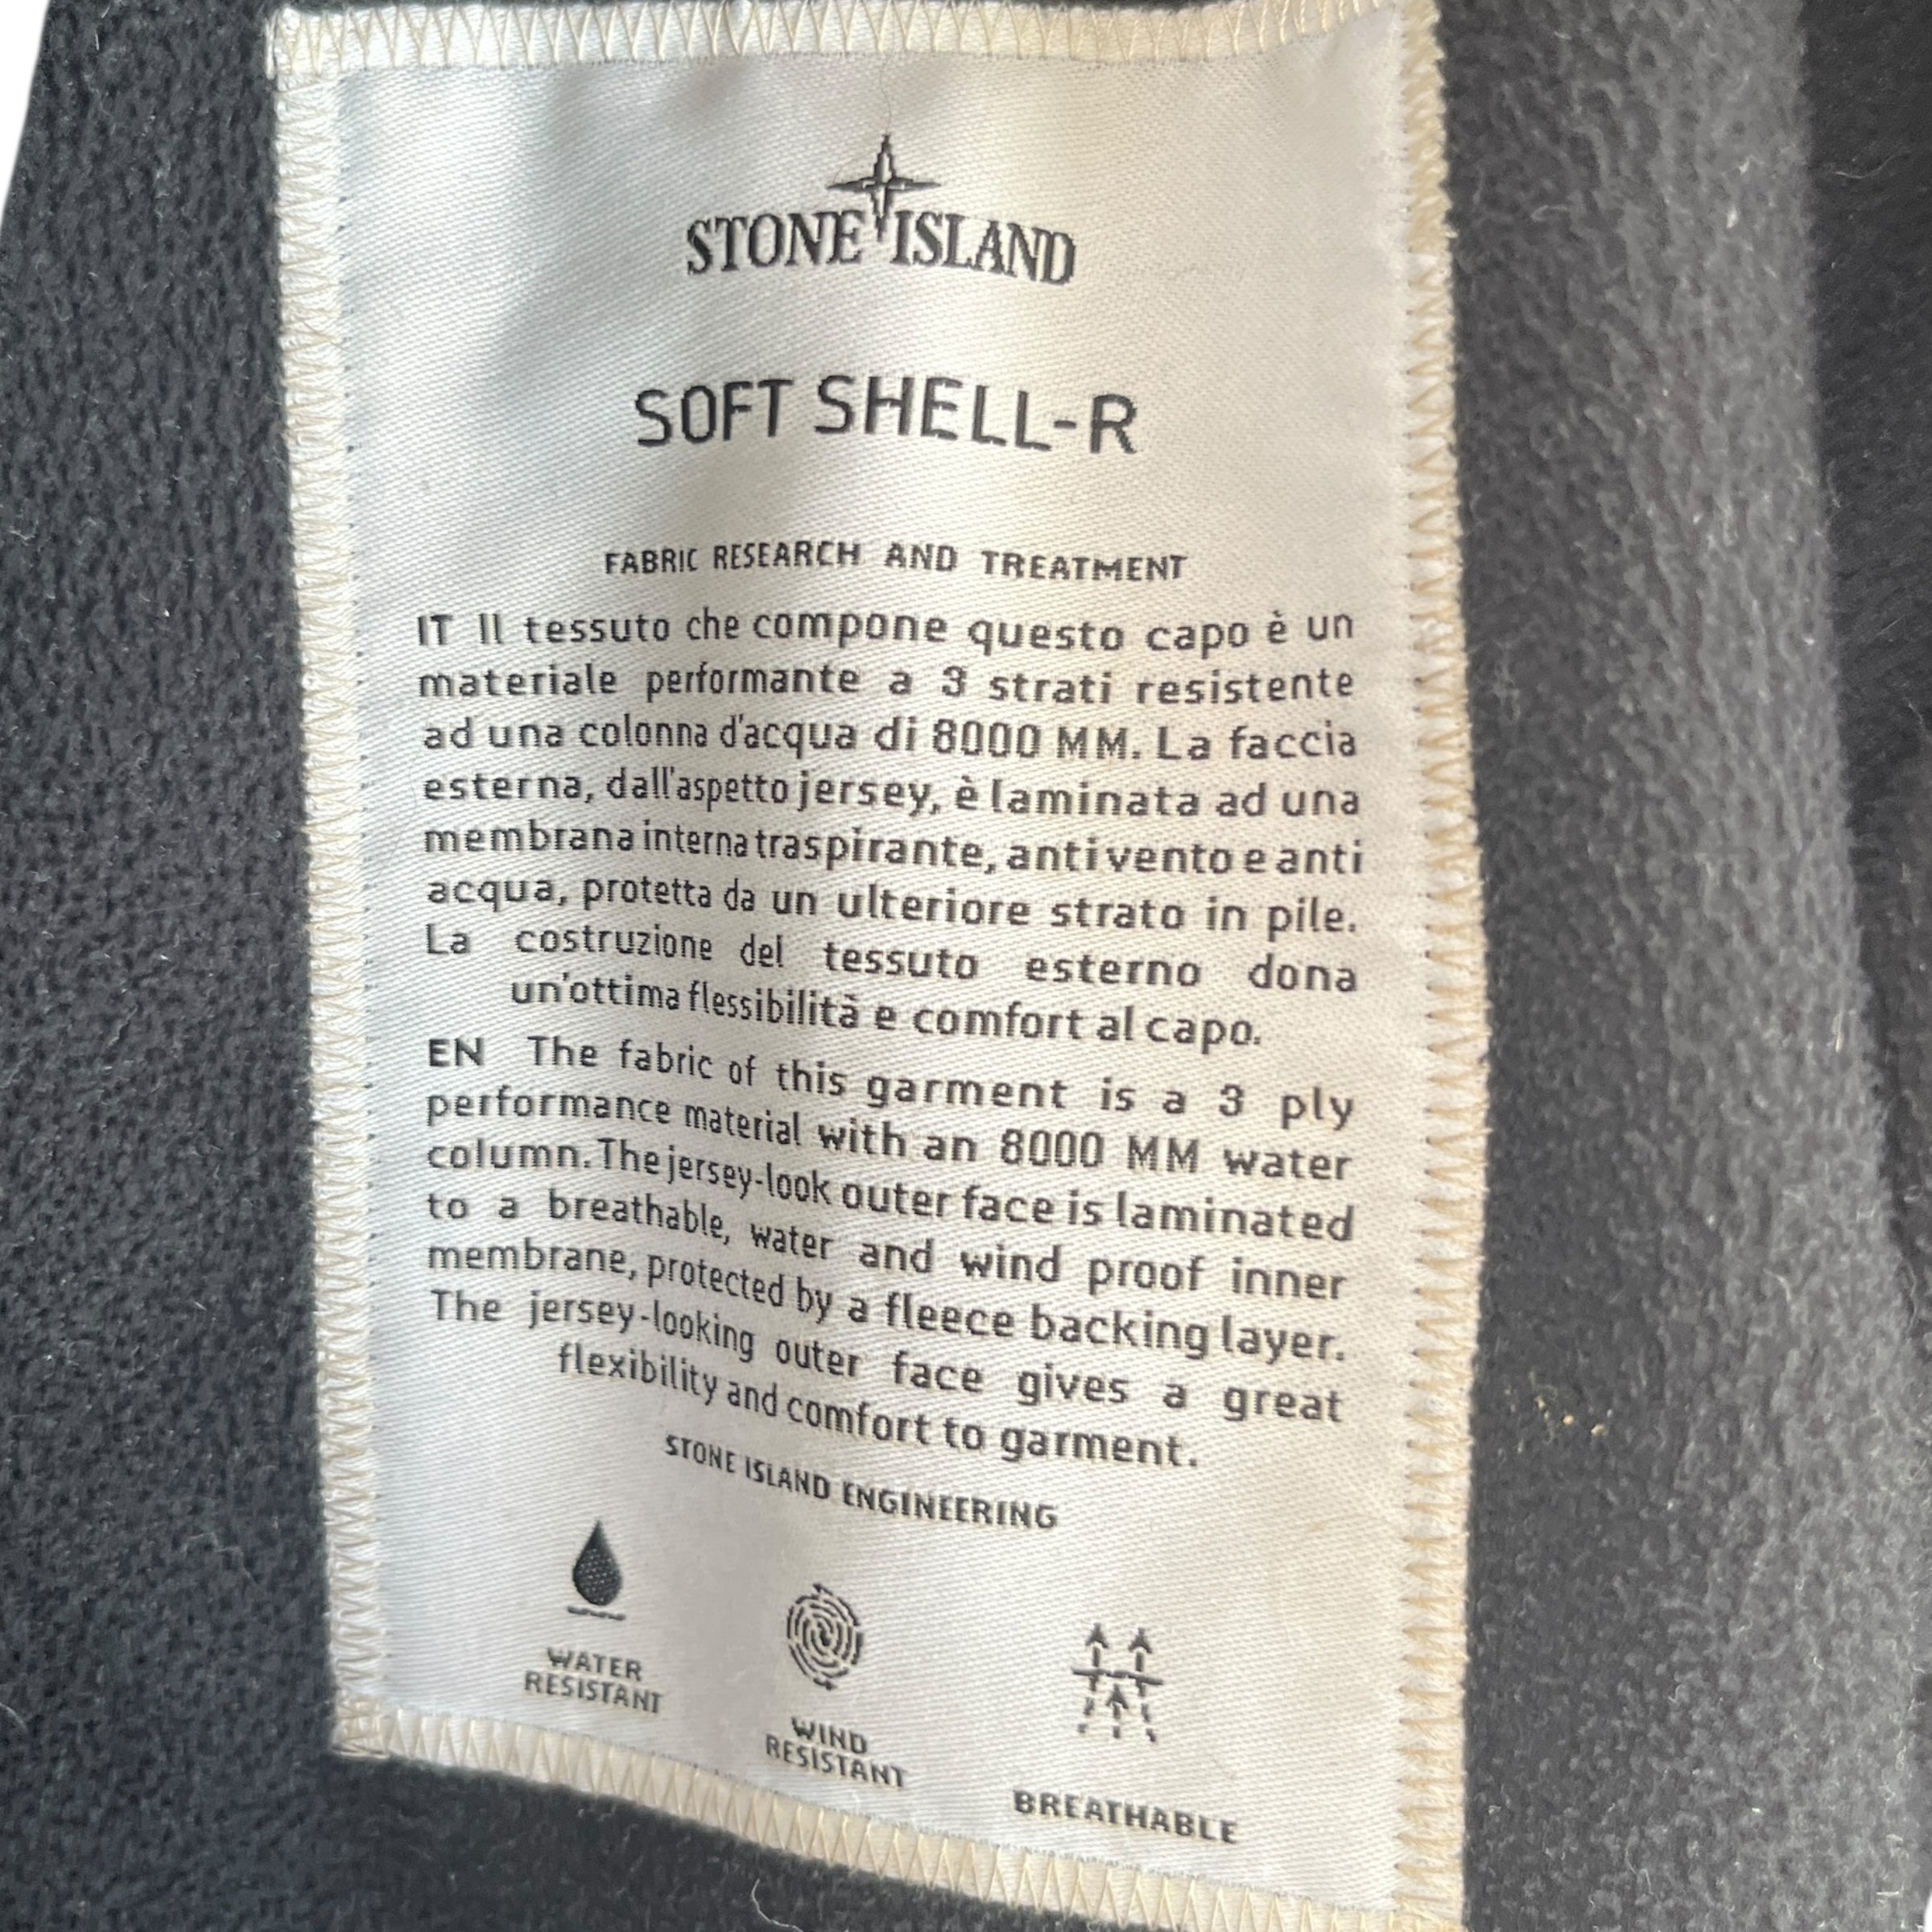 STONE ISLAND
SOFT SHELL-R
FABRIC RESEARCH AND TREATMENT
IT Il tessuto che compone questo capo è un
materiale performante a 3 strati resistente
ad una colonna d'acqua di 8000 MM. La faccia
esterna, dall'aspetto jersey, è laminata ad una
membrana interna traspirante, antivento e anti
acqua, protetta da un ulteriore strato in pile.
La costruzione del tessuto esterno dona
un'ottima flessibilità e comfort al capo.
EN The fabric of this garment is a 3 ply
performance material with an 8000 MM water
column. The jersey-look outer face is laminated
to a breathable, water and wind proof inner
membrane, protected by a fleece backing layer.
The jersey-looking outer face gives a great
flexibility and comfort to garment.
STONE ISLAND ENGINEERING
WATER
RESISTANT
WIND
RESISTANT
BREATHABLE